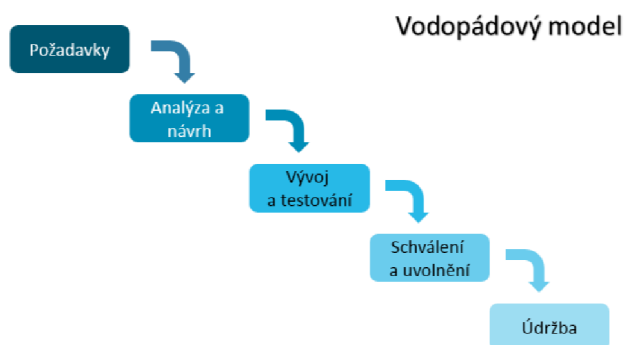 Vodopádový model
Požadavky
Analýza a
návrh
Vývoj
a testování
Schválení
a uvolnění
Údržba